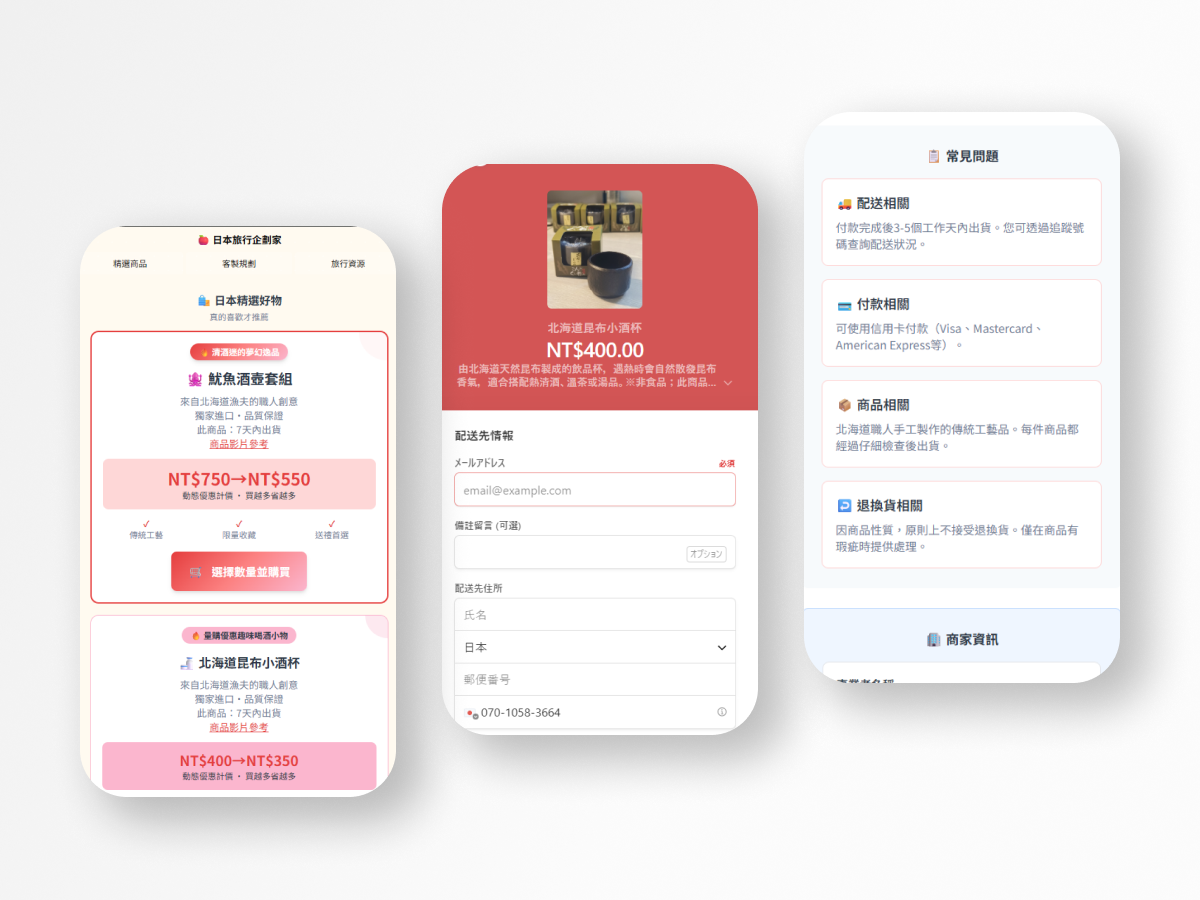 日本旅行企劃家
精選商品 客製規劃 旅行資源
日本精選好物
真的喜歡才推薦
清酒迷的夢幻逸品
魷魚酒壺套組
來自北海道漁夫的職人創意
獨家進口・品質保證
此商品：7天內出貨
商品影片參考
NT$750→NT$550
動態優惠計價 · 買越多省越多
✓ ✓ ✓
傳統工藝 限量收藏 送禮首選
選擇數量並購買
量購優惠趣味喝酒小物
北海道昆布小酒杯
來自北海道漁夫的職人創意
獨家進口・品質保證
此商品：7天內出貨
商品影片參考
NT$400→NT$350
動態優惠計價 · 買越多省越多
北海道昆布小酒杯
NT$400.00
由北海道天然昆布製成的飲品杯，遇熱時會自然散發昆布
香氣，適合搭配熱清酒、溫茶或湯品。※非食品；此商品...
配送先情報
メールアドレス 必須
email@example.com
備註留言 (可選)
オプション
配送先住所
氏名
日本
郵便番号
070-1058-3664
常見問題
配送相關
付款完成後3-5個工作天內出貨。您可透過追蹤號
碼查詢配送狀況。
付款相關
可使用信用卡付款（Visa、Mastercard、
American Express等）。
商品相關
北海道職人手工製作的傳統工藝品。每件商品都
經過仔細檢查後出貨。
退換貨相關
因商品性質，原則上不接受退換貨。僅在商品有
瑕疵時提供處理。
商家資訊